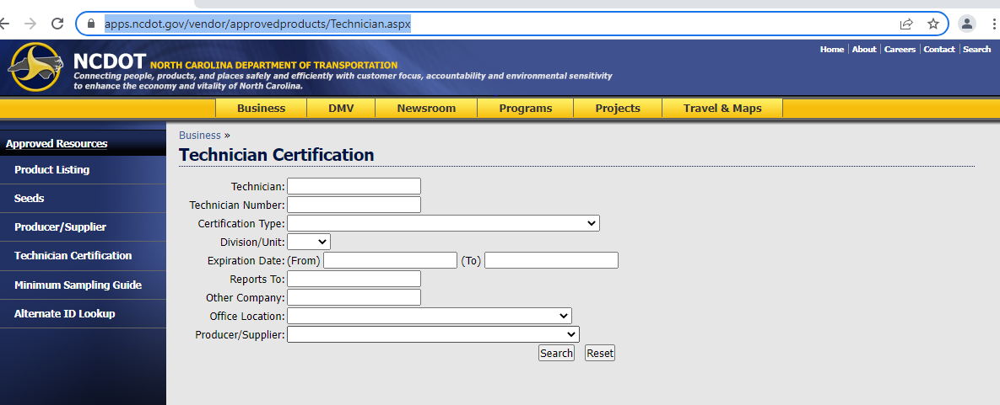 apps.ncdot.gov/vendor/approvedproducts/Technician.aspx
Home About Careers Contact Search
NCDOT NORTH CAROLINA DEPARTMENT OF TRANSPORTATION
Connecting people, products, and places safely and efficiently with customer focus, accountability and environmental sensitivity
to enhance the economy and vitality of North Carolina.
Business DMV Newsroom Programs Projects Travel & Maps
Approved Resources
Product Listing
Seeds
Producer/Supplier
Technician Certification
Minimum Sampling Guide
Alternate ID Lookup
Business »
Technician Certification
Technician:
Technician Number:
Certification Type:
Division/Unit:
Expiration Date: (From) (To)
Reports To:
Other Company:
Office Location:
Producer/Supplier:
Search Reset